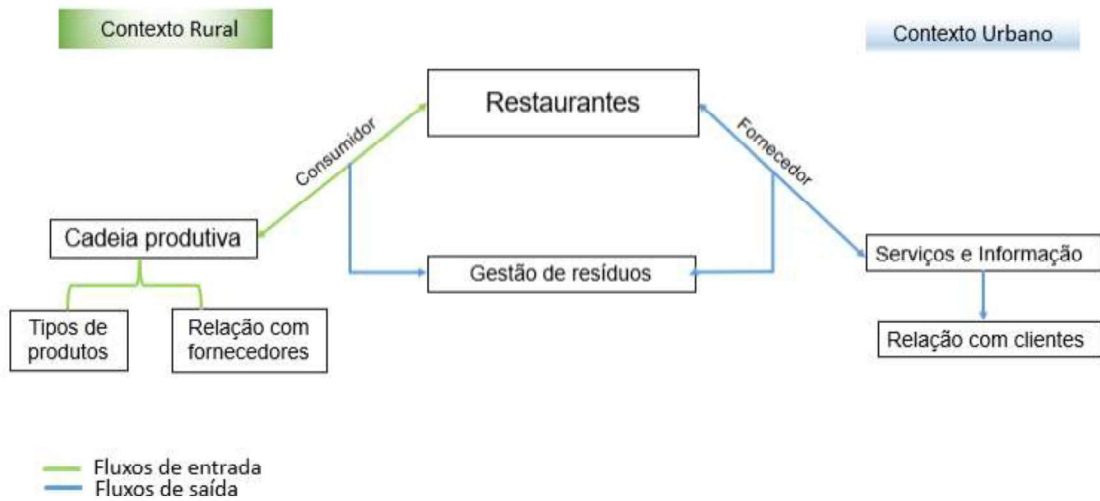 Contexto Rural
Contexto Urbano
Restaurantes
Consumidor
Fornecedor
Cadeia produtiva
Gestão de resíduos
Serviços e Informação
Tipos de
produtos
Relação com
fornecedores
Relação com clientes
Fluxos de entrada
Fluxos de saída